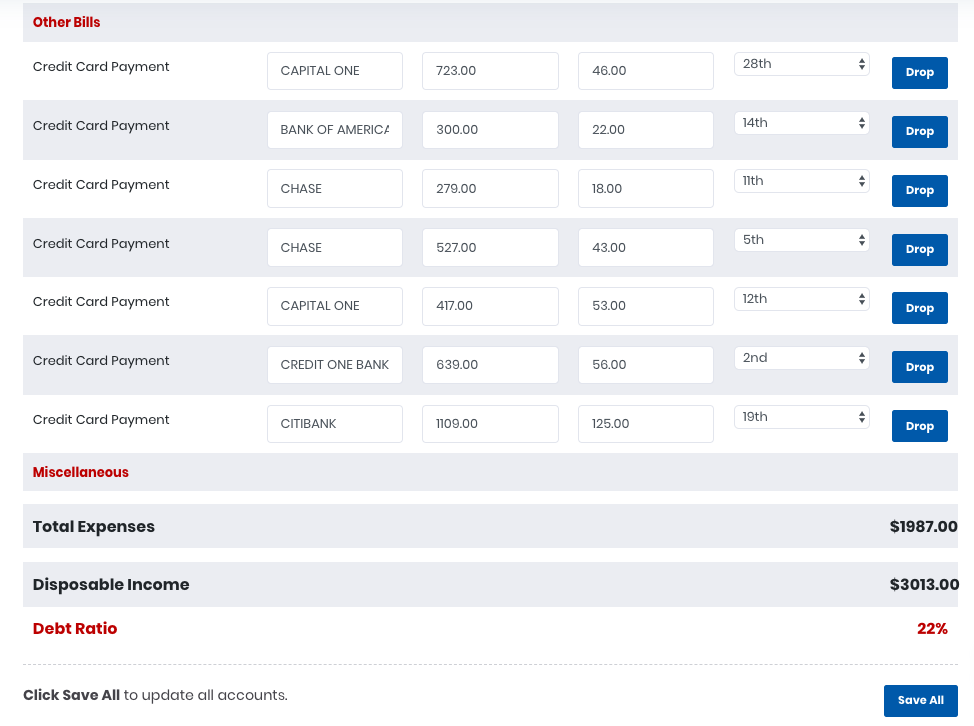 Other Bills
Credit Card Payment CAPITAL ONE 723.00 46.00 28th Drop
Credit Card Payment BANK OF AMERICA 300.00 22.00 14th Drop
Credit Card Payment CHASE 279.00 18.00 11th Drop
Credit Card Payment CHASE 527.00 43.00 5th Drop
Credit Card Payment CAPITAL ONE 417.00 53.00 12th Drop
Credit Card Payment CREDIT ONE BANK 639.00 56.00 2nd Drop
Credit Card Payment CITIBANK 1109.00 125.00 19th Drop
Miscellaneous
Total Expenses $1987.00
Disposable Income $3013.00
Debt Ratio 22%
Click Save All to update all accounts. Save All